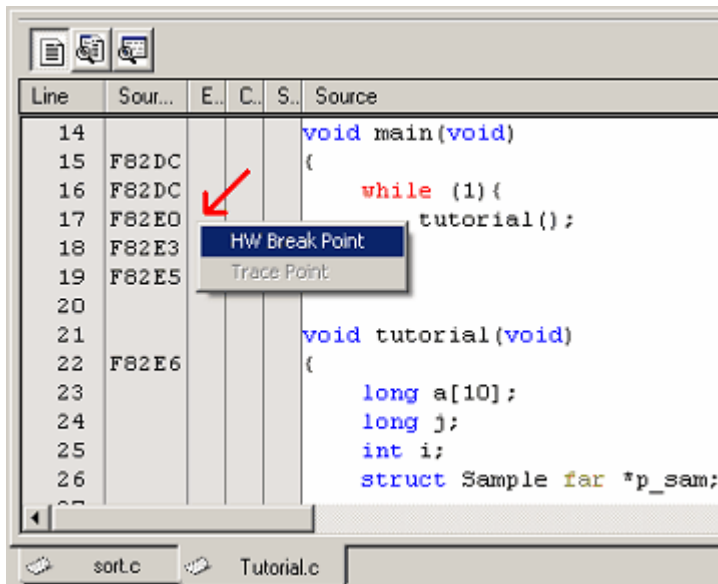 Line Sour... E.. C.. S.. Source
14 void main(void)
15 F82DC {
16 F82DC while (1){
17 F82E0 tutorial();
18 F82E3
19 F82E5
20
21 void tutorial(void)
22 F82E6 {
23 long a[10];
24 long j;
25 int i;
26 struct Sample far *p_sam;
HW Break Point
Trace Point
sort.c Tutorial.c